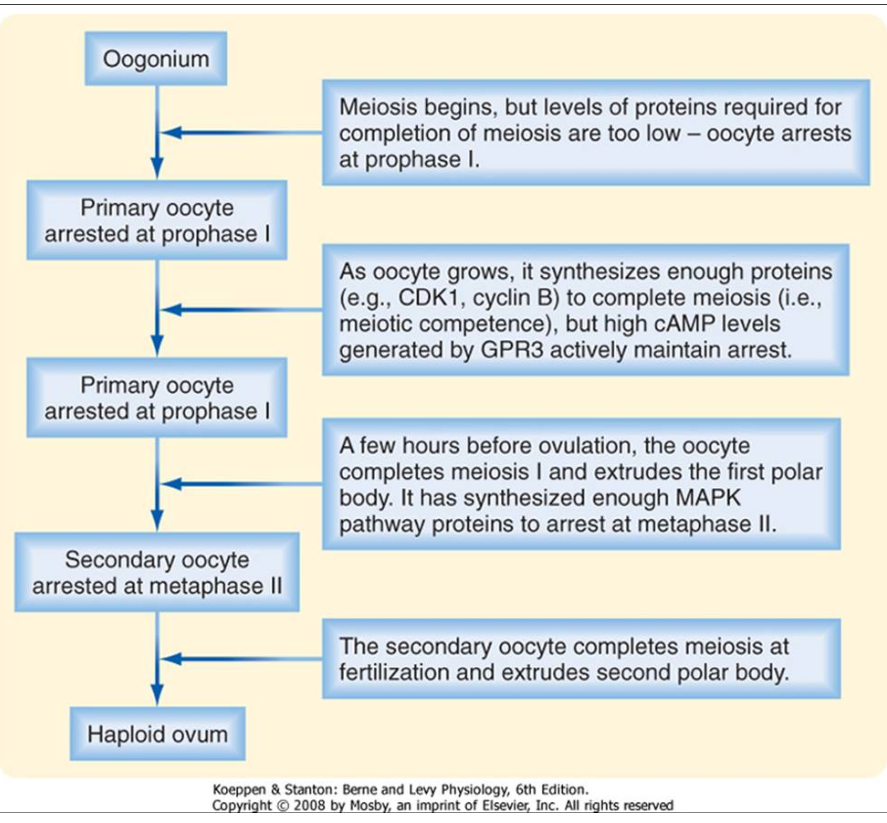 Oogonium
Meiosis begins, but levels of proteins required for
completion of meiosis are too low – oocyte arrests
at prophase I.
Primary oocyte
arrested at prophase I
As oocyte grows, it synthesizes enough proteins
(e.g., CDK1, cyclin B) to complete meiosis (i.e.,
meiotic competence), but high cAMP levels
generated by GPR3 actively maintain arrest.
Primary oocyte
arrested at prophase I
A few hours before ovulation, the oocyte
completes meiosis I and extrudes the first polar
body. It has synthesized enough MAPK
pathway proteins to arrest at metaphase II.
Secondary oocyte
arrested at metaphase II
The secondary oocyte completes meiosis at
fertilization and extrudes second polar body.
Haploid ovum
Koeppen & Stanton: Berne and Levy Physiology, 6th Edition.
Copyright © 2008 by Mosby, an imprint of Elsevier, Inc. All rights reserved